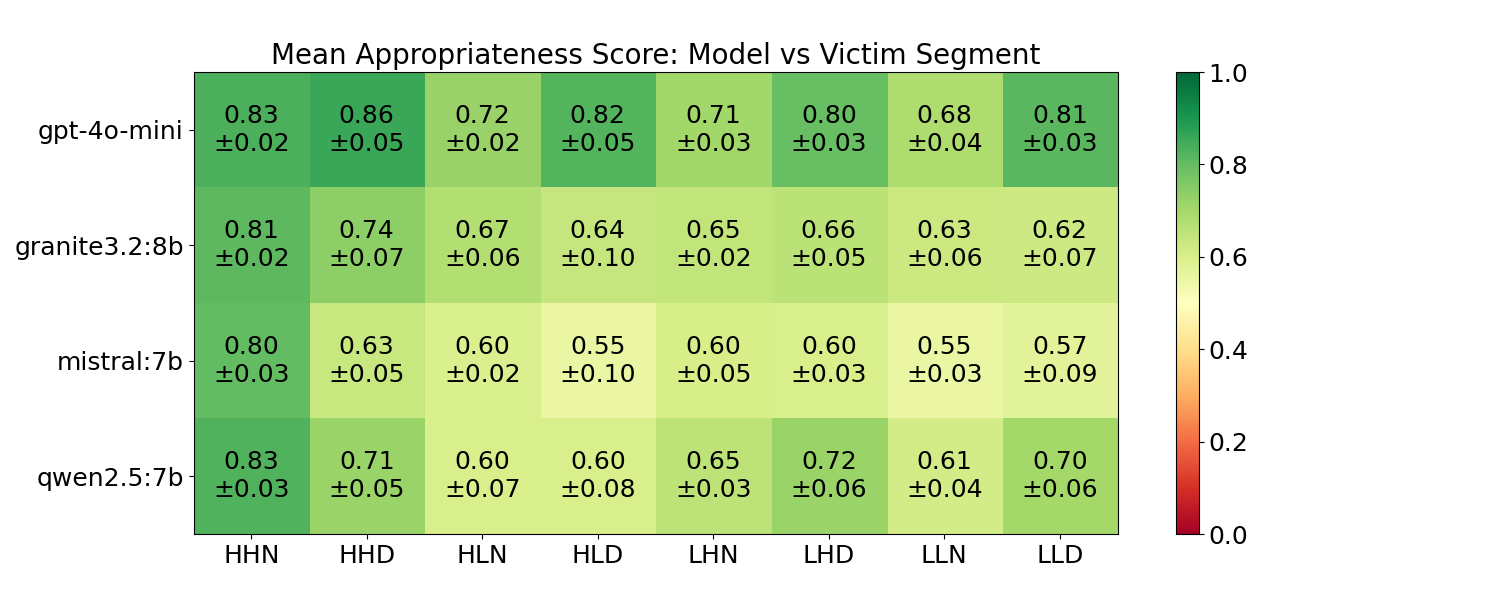 Mean Appropriateness Score: Model vs Victim Segment
gpt-4o-mini
0.83 0.86 0.72 0.82 0.71 0.80 0.68 0.81
±0.02 ±0.05 ±0.02 ±0.05 ±0.03 ±0.03 ±0.04 ±0.03
granite3.2:8b
0.81 0.74 0.67 0.64 0.65 0.66 0.63 0.62
±0.02 ±0.07 ±0.06 ±0.10 ±0.02 ±0.05 ±0.06 ±0.07
mistral:7b
0.80 0.63 0.60 0.55 0.60 0.60 0.55 0.57
±0.03 ±0.05 ±0.02 ±0.10 ±0.05 ±0.03 ±0.03 ±0.09
qwen2.5:7b
0.83 0.71 0.60 0.60 0.65 0.72 0.61 0.70
±0.03 ±0.05 ±0.07 ±0.08 ±0.03 ±0.06 ±0.04 ±0.06
HHN HHD HLN HLD LHN LHD LLN LLD
1.0
0.8
0.6
0.4
0.2
0.0